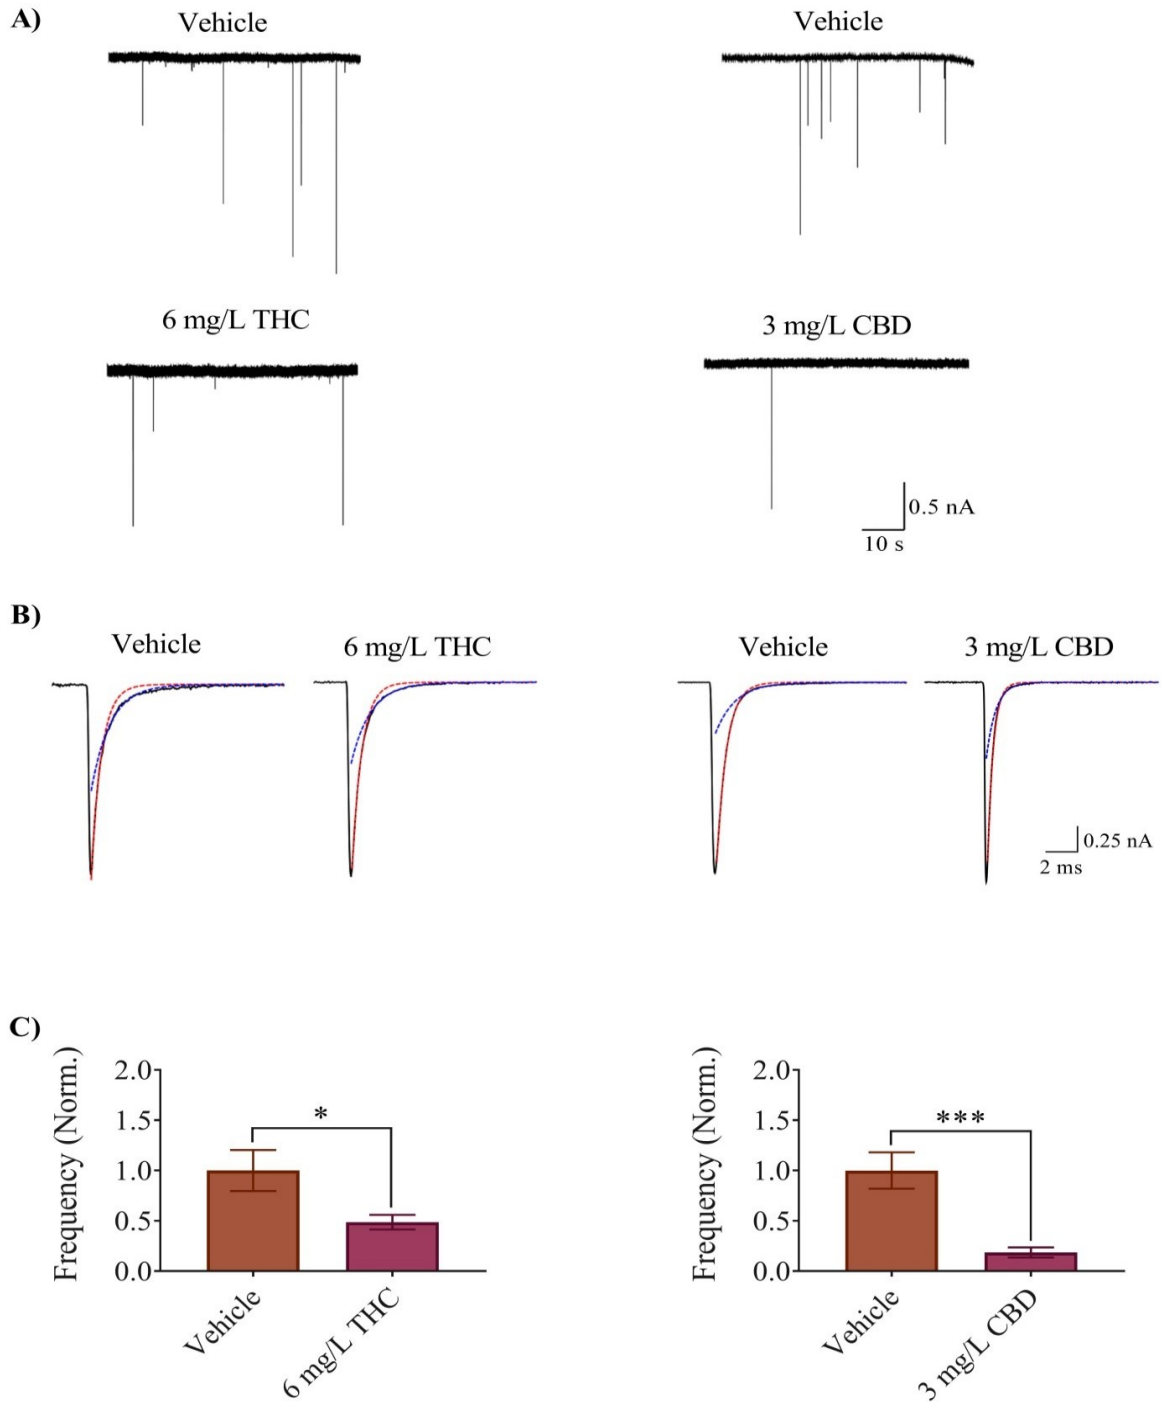 A)
Vehicle
Vehicle
6 mg/L THC
3 mg/L CBD
0.5 nA
10 s
B)
Vehicle
6 mg/L THC
Vehicle
3 mg/L CBD
0.25 nA
2 ms
C)
Frequency (Norm.)
2.0
1.5
1.0
0.5
0.0
*
Vehicle
6 mg/L THC
Frequency (Norm.)
2.0
1.5
1.0
0.5
0.0
***
Vehicle
3 mg/L CBD